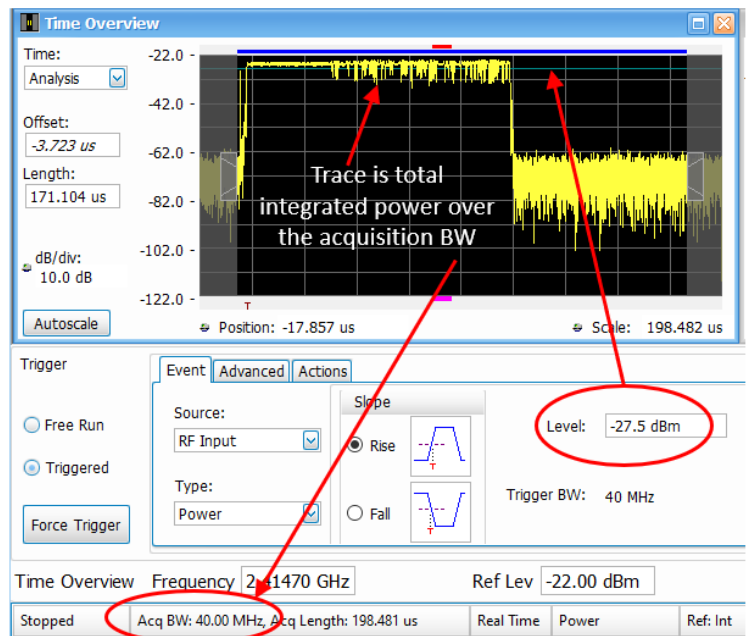 Time Overview
Time:
Analysis
Offset:
-3.723 us
Length:
171.104 us
dB/div:
10.0 dB
Autoscale
-22.0
-42.0
-62.0
-82.0
-102.0
-122.0
Trace is total
integrated power over
the acquisition BW
T
Position: -17.857 us
Scale: 198.482 us
Trigger
Free Run
Triggered
Force Trigger
Event Advanced Actions
Source:
RF Input
Type:
Power
Slope
Rise
T
Fall
T
Level: -27.5 dBm
Trigger BW: 40 MHz
Time Overview Frequency 2.41470 GHz Ref Lev -22.00 dBm
Stopped Acq BW: 40.00 MHz, Acq Length: 198.481 us Real Time Power Ref: Int